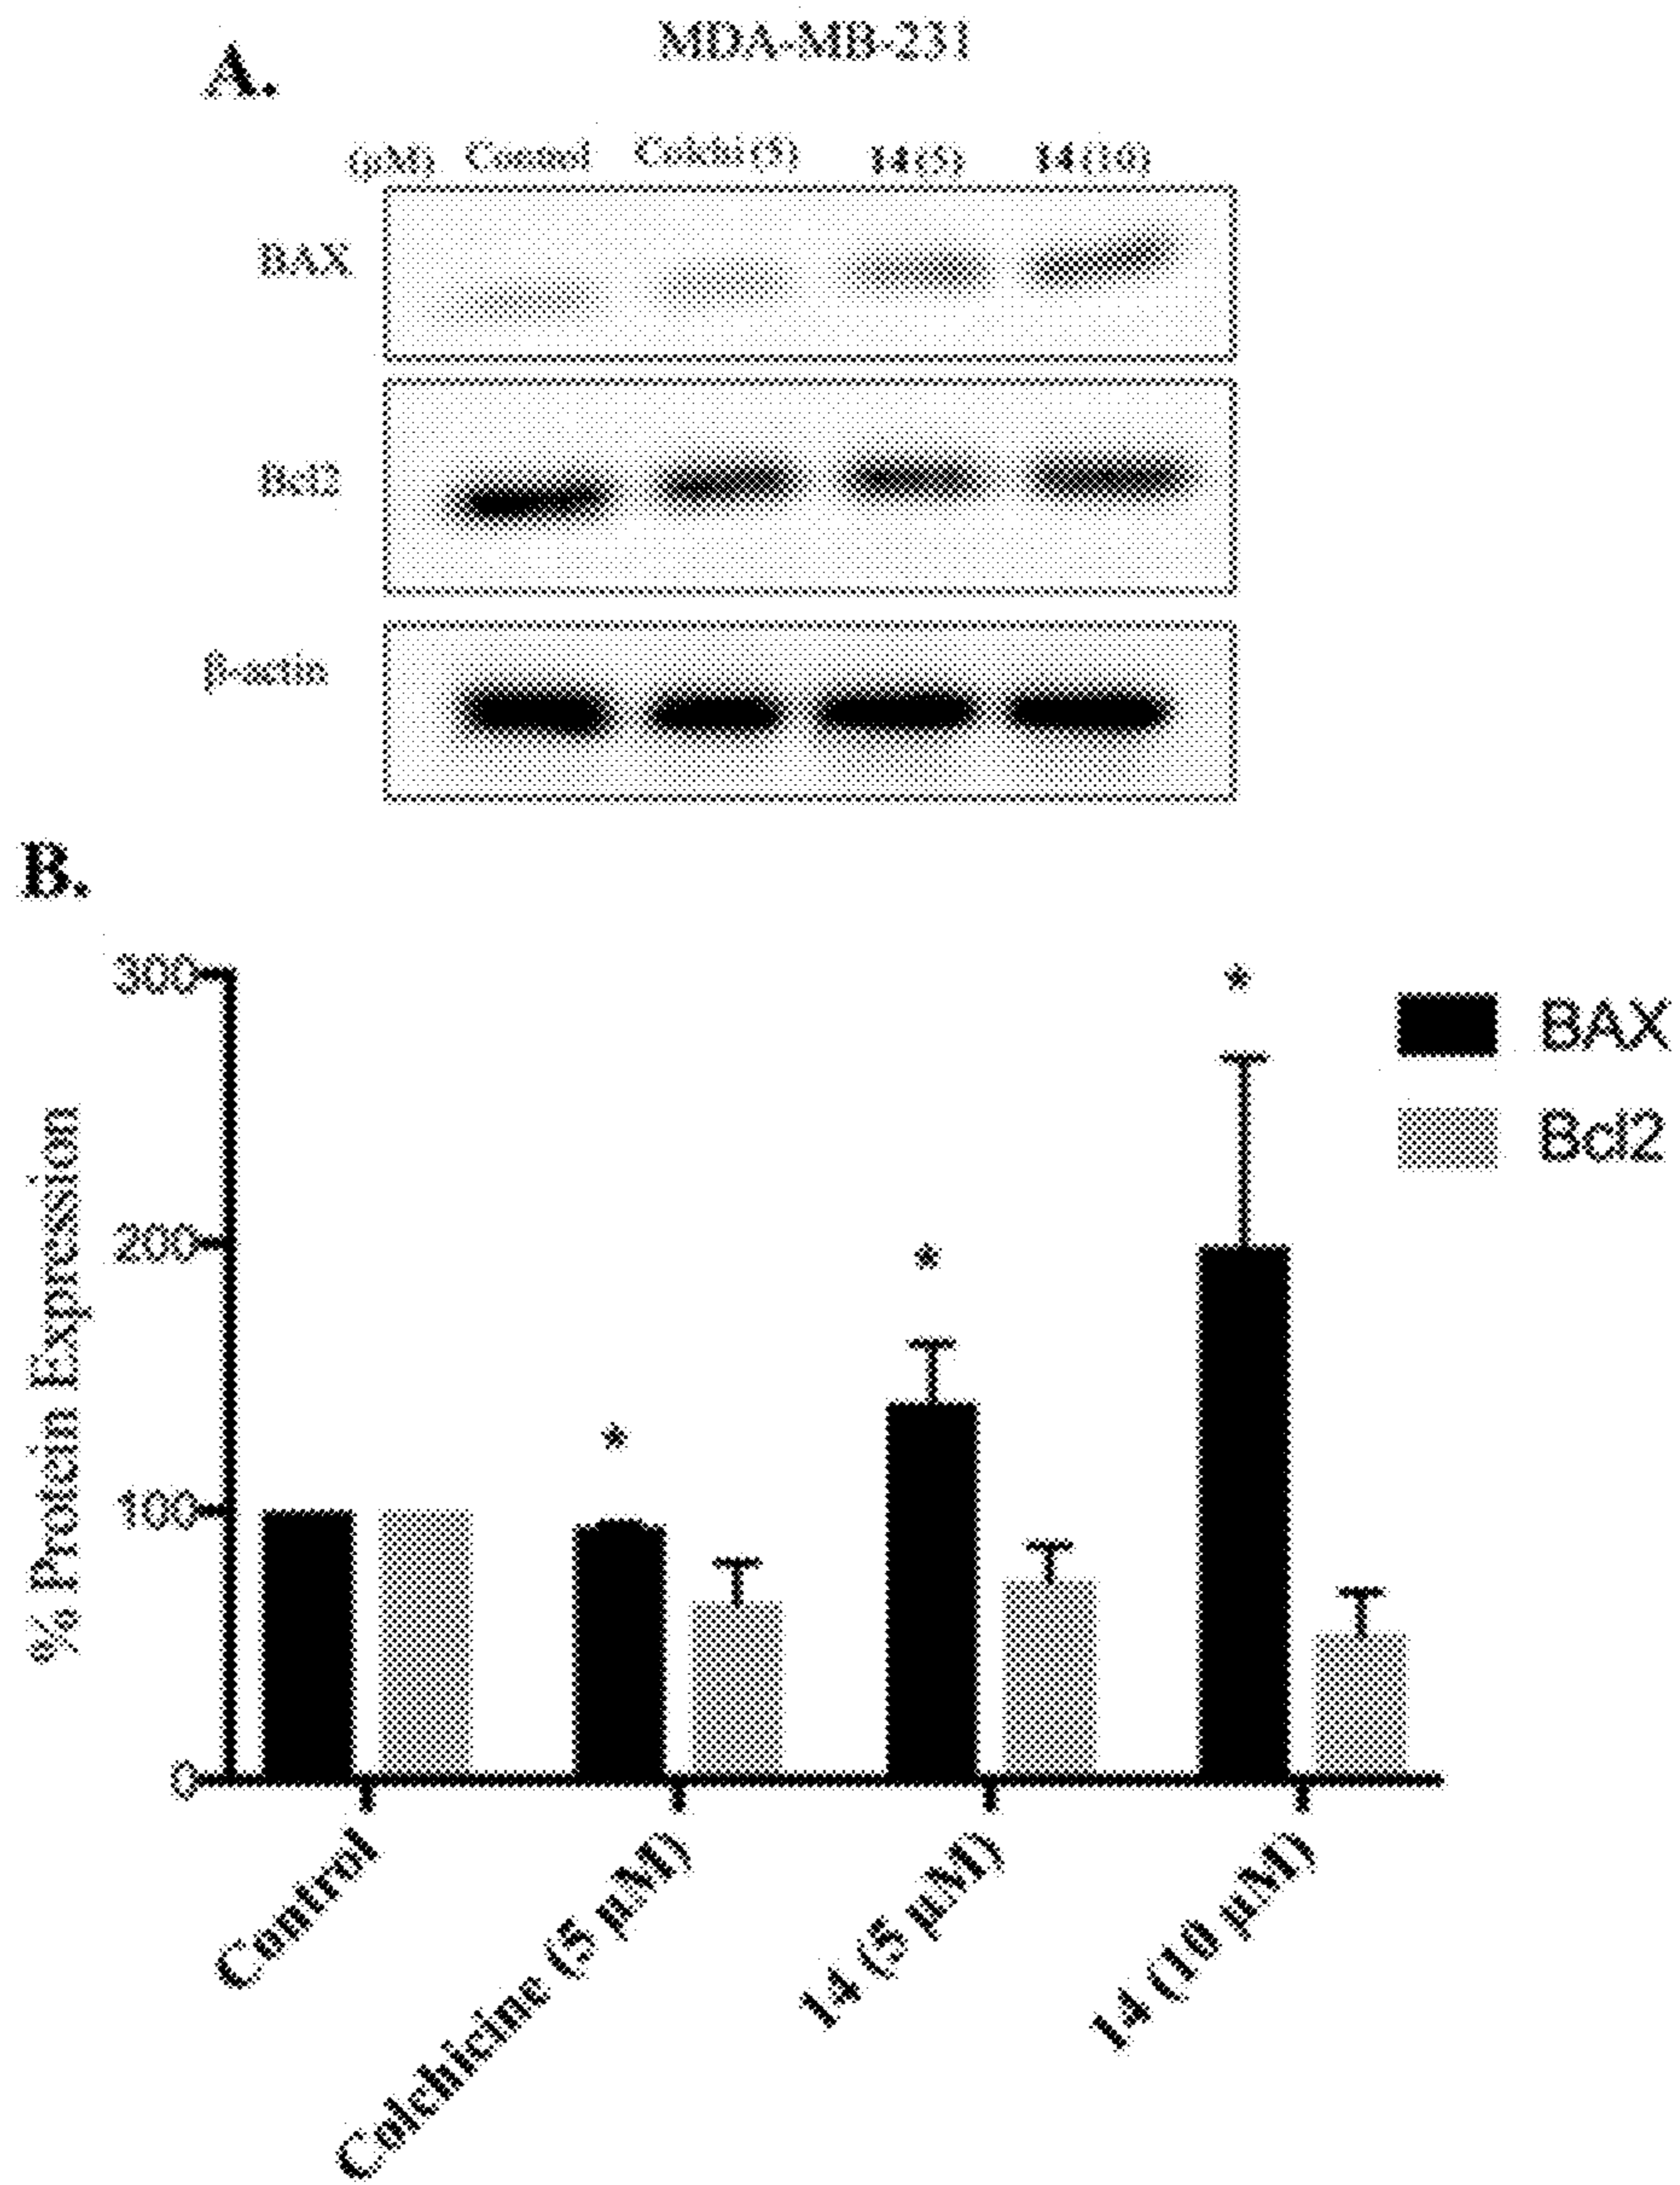 MDA-MB-231
A.
(µM) Control Colchi (5) 14 (5) 14 (10)
BAX
Bcl2
β-actin
B.
300
200
100
0
% Protein Expression
*
*
*
BAX
Bcl2
Control
Colchicine (5 µM)
14 (5 µM)
14 (10 µM)